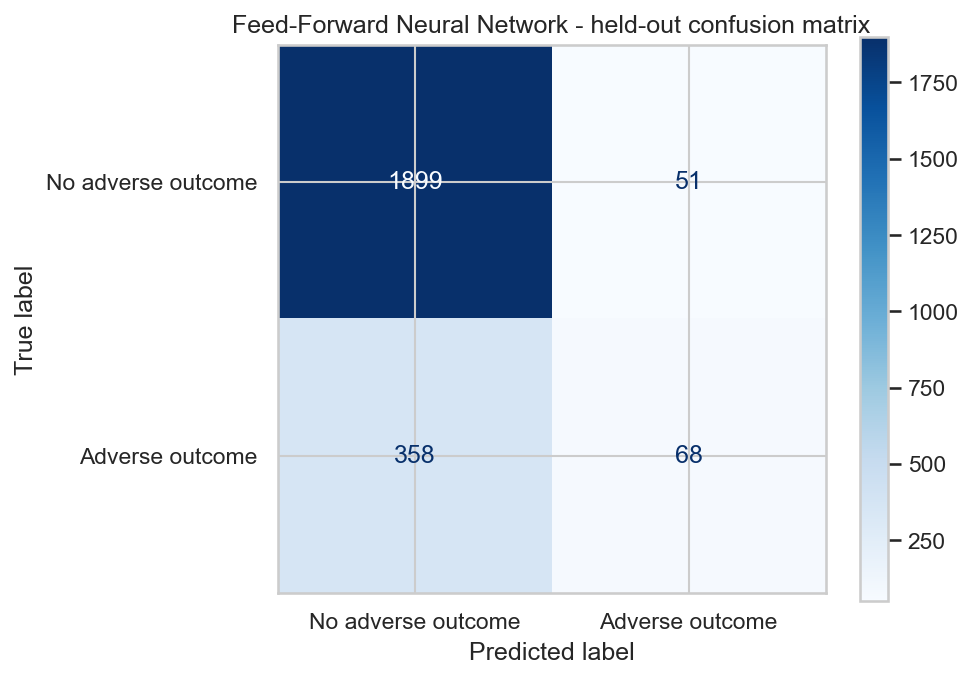 Feed-Forward Neural Network - held-out confusion matrix
No adverse outcome
1899
51
Adverse outcome
358
68
No adverse outcome
Adverse outcome
Predicted label
True label
1750
1500
1250
1000
750
500
250